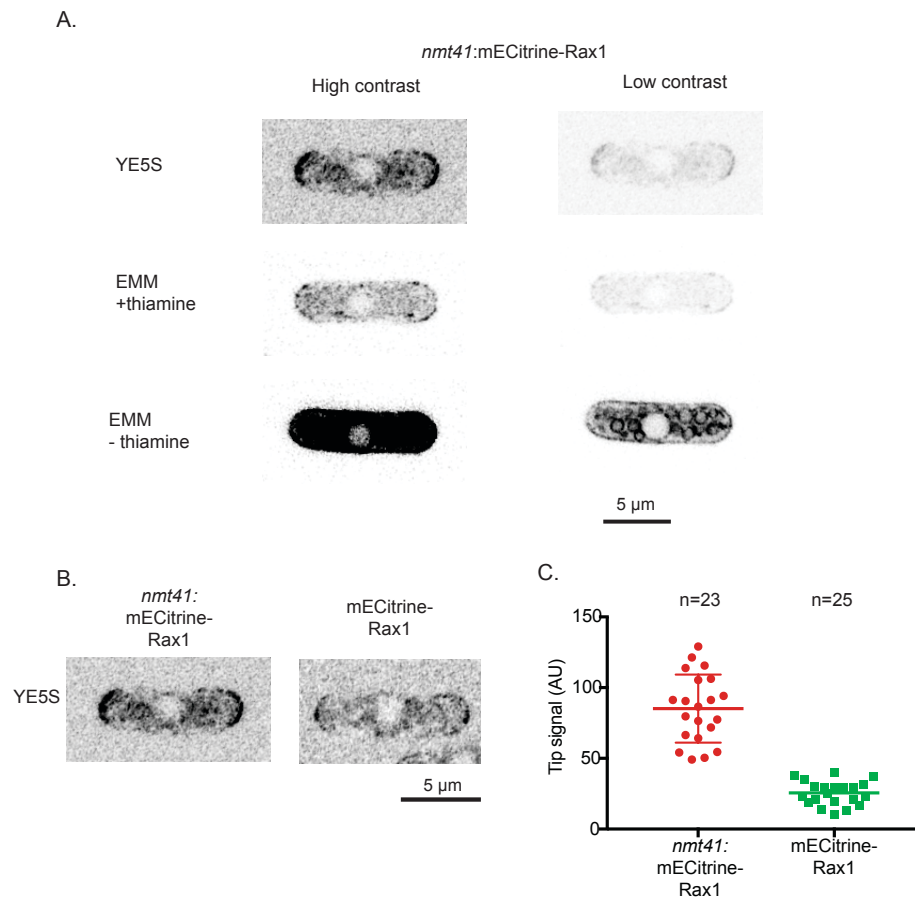 A.
nmt41:mECitrine-Rax1
High contrast
Low contrast
YE5S
EMM
+thiamine
EMM
- thiamine
5 µm
B.
nmt41:
mECitrine-
Rax1
mECitrine-
Rax1
YE5S
5 µm
C.
n=23
n=25
Tip signal (AU)
150
100
50
0
nmt41:
mECitrine-
Rax1
mECitrine-
Rax1